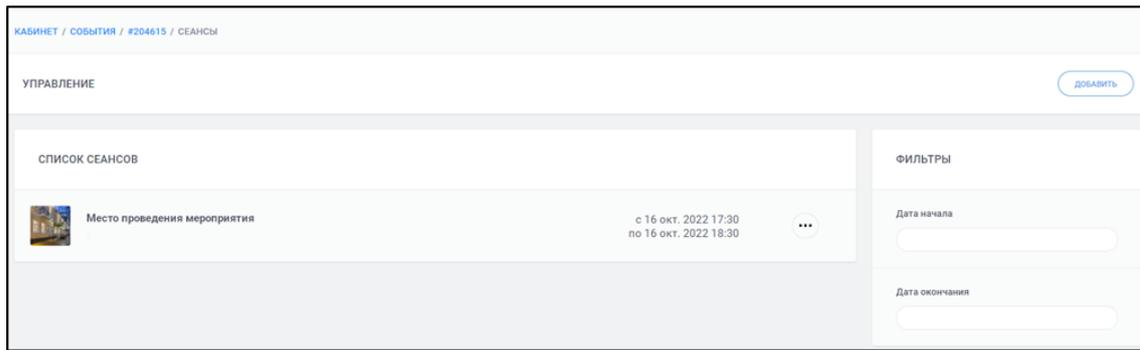 КАБИНЕТ / СОБЫТИЯ / #204615 / СЕАНСЫ
УПРАВЛЕНИЕ
ДОБАВИТЬ
СПИСОК СЕАНСОВ
Место проведения мероприятия
с 16 окт. 2022 17:30
по 16 окт. 2022 18:30
ФИЛЬТРЫ
Дата начала
Дата окончания